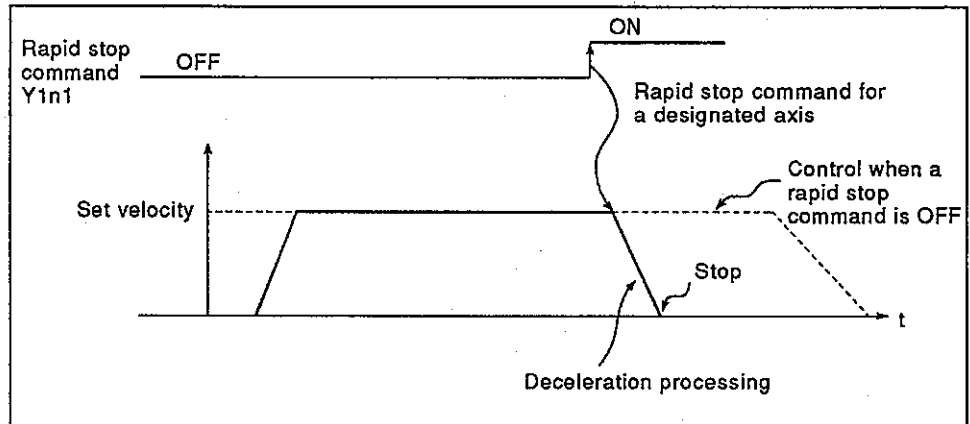 Rapid stop
command
Y1n1
OFF
ON
Rapid stop command for
a designated axis
Control when a
rapid stop
command is OFF
Set velocity
Stop
t
Deceleration processing